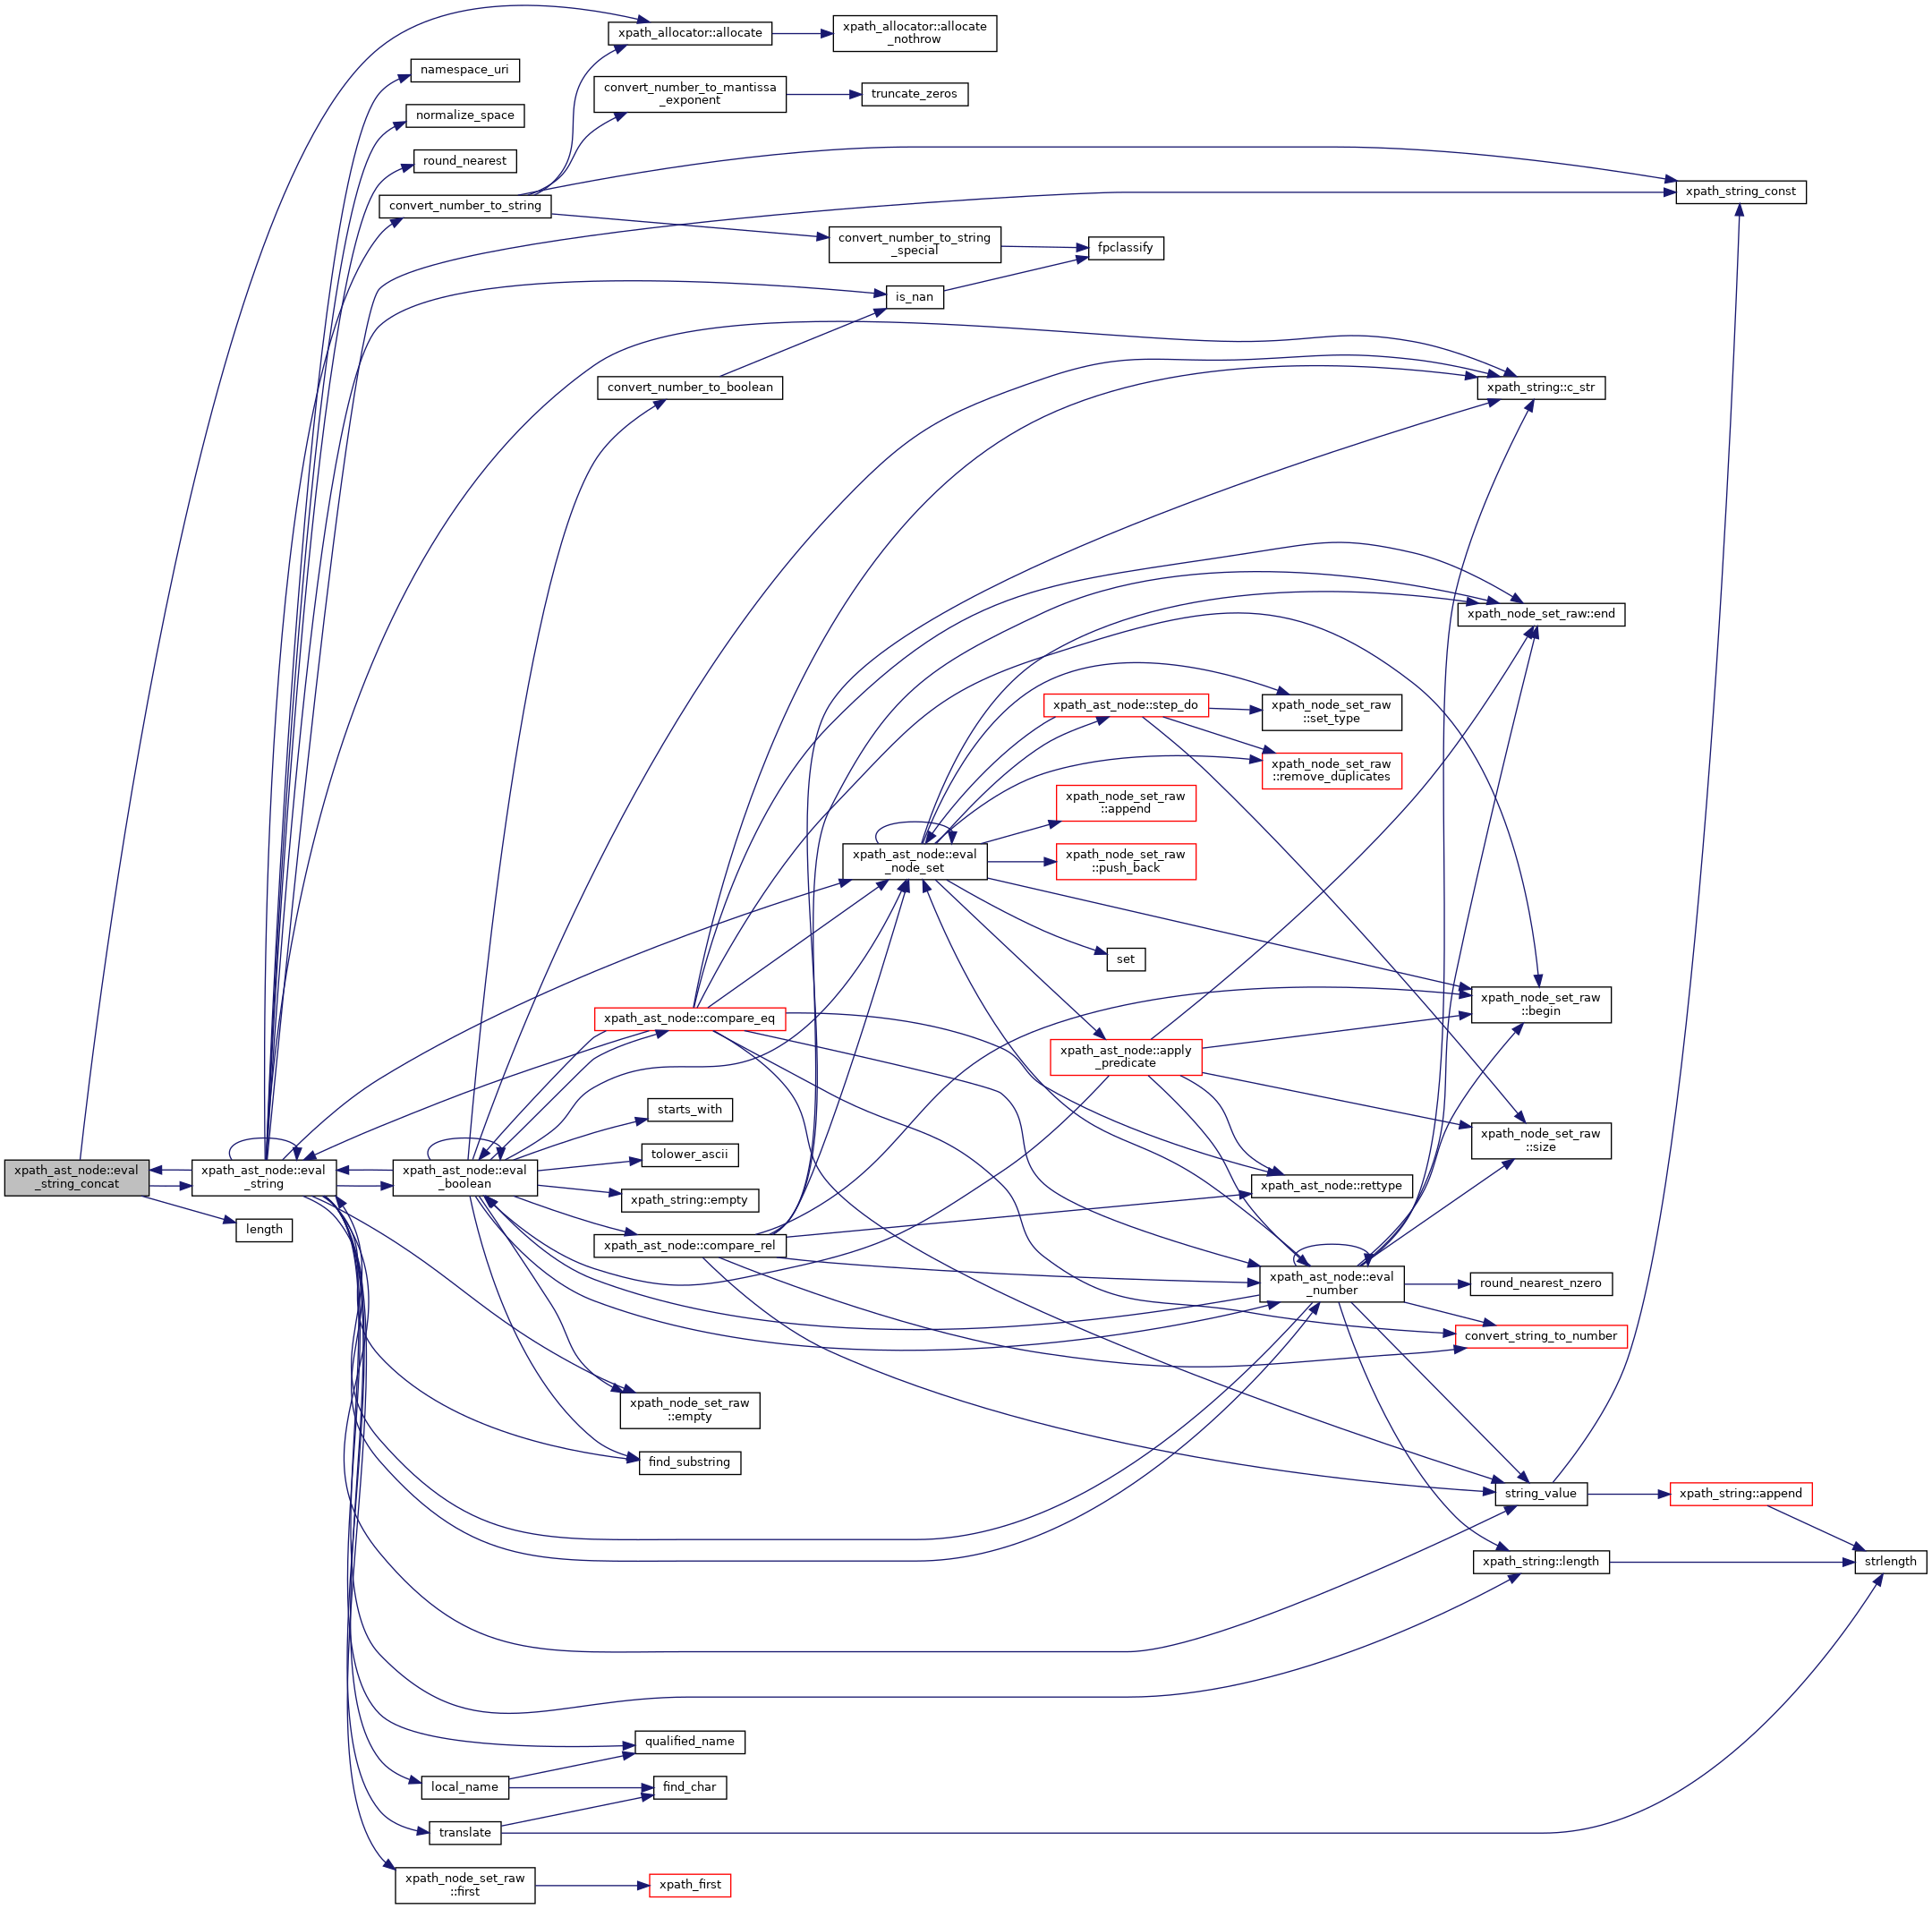 xpath_allocator::allocate
xpath_allocator::allocate
_nothrow
namespace_uri
convert_number_to_mantissa
_exponent
truncate_zeros
normalize_space
round_nearest
xpath_string_const
convert_number_to_string
convert_number_to_string
_special
fpclassify
is_nan
convert_number_to_boolean
xpath_string::c_str
xpath_node_set_raw::end
xpath_ast_node::step_do
xpath_node_set_raw
::set_type
xpath_node_set_raw
::remove_duplicates
xpath_node_set_raw
::append
xpath_ast_node::eval
_node_set
xpath_node_set_raw
::push_back
set
xpath_node_set_raw
::begin
xpath_ast_node::compare_eq
xpath_ast_node::apply
_predicate
starts_with
xpath_node_set_raw
::size
tolower_ascii
xpath_ast_node::eval
_string_concat
xpath_ast_node::eval
_string
xpath_ast_node::eval
_boolean
xpath_string::empty
xpath_ast_node::rettype
length
xpath_ast_node::compare_rel
xpath_ast_node::eval
_number
round_nearest_nzero
convert_string_to_number
xpath_node_set_raw
::empty
find_substring
string_value
xpath_string::append
xpath_string::length
strlength
qualified_name
local_name
find_char
translate
xpath_node_set_raw
::first
xpath_first